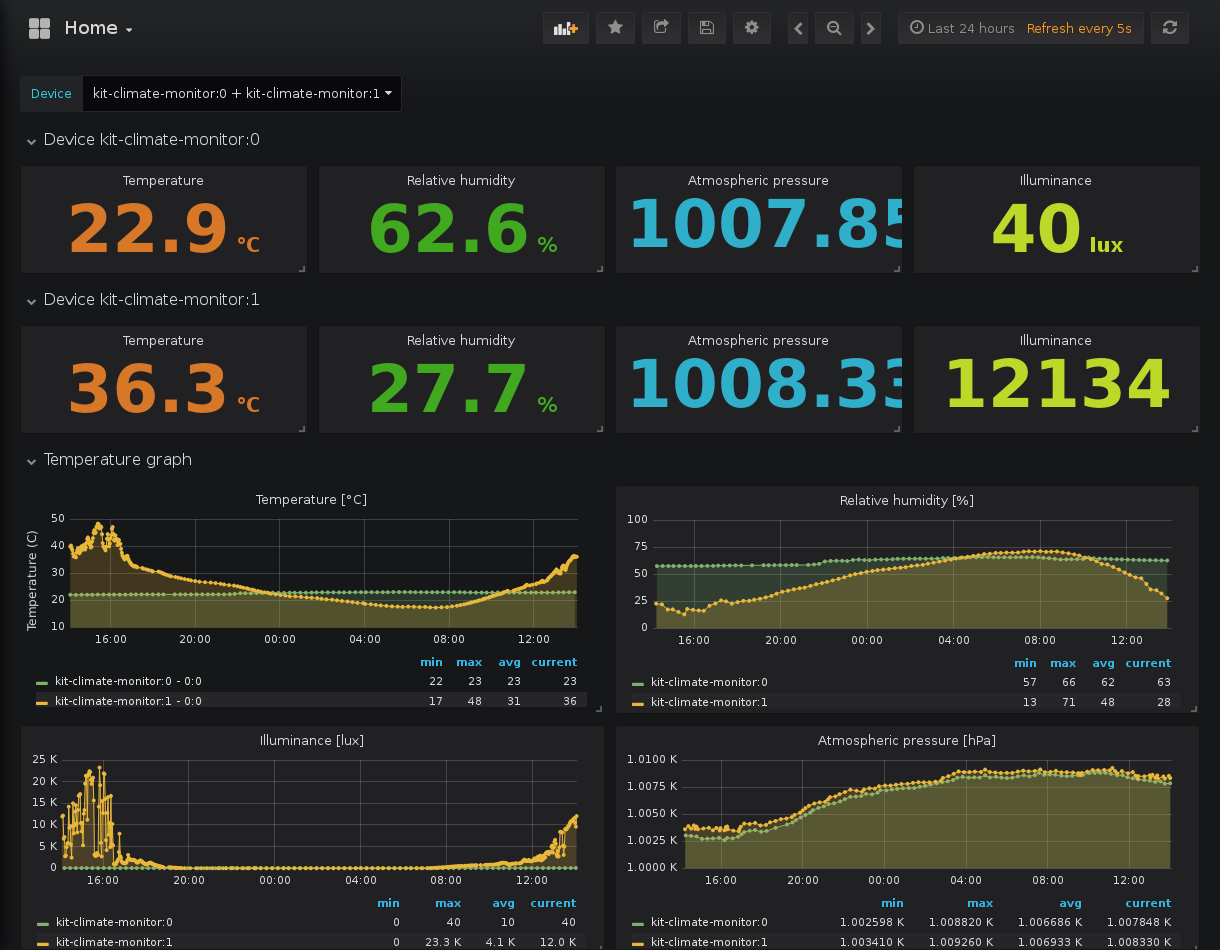 Home
Last 24 hours Refresh every 5s
Device kit-climate-monitor:0 + kit-climate-monitor:1
Device kit-climate-monitor:0
Temperature Relative humidity Atmospheric pressure Illuminance
22.9 °C 62.6 % 1007.85 40 lux
Device kit-climate-monitor:1
Temperature Relative humidity Atmospheric pressure Illuminance
36.3 °C 27.7 % 1008.33 12134
Temperature graph
Temperature [°C]
Temperature (C)
50
40
30
20
10
16:00 20:00 00:00 04:00 08:00 12:00
min max avg current
kit-climate-monitor:0 - 0:0 22 23 23 23
kit-climate-monitor:1 - 0:0 17 48 31 36
Relative humidity [%]
100
75
50
25
0
16:00 20:00 00:00 04:00 08:00 12:00
min max avg current
kit-climate-monitor:0 57 66 62 63
kit-climate-monitor:1 13 71 48 28
Illuminance [lux]
25 K
20 K
15 K
10 K
5 K
0
16:00 20:00 00:00 04:00 08:00 12:00
min max avg current
kit-climate-monitor:0 0 40 10 40
kit-climate-monitor:1 0 23.3 K 4.1 K 12.0 K
Atmospheric pressure [hPa]
1.0100 K
1.0075 K
1.0050 K
1.0025 K
1.0000 K
16:00 20:00 00:00 04:00 08:00 12:00
min max avg current
kit-climate-monitor:0 1.002598 K 1.008820 K 1.006686 K 1.007848 K
kit-climate-monitor:1 1.003410 K 1.009260 K 1.006933 K 1.008330 K